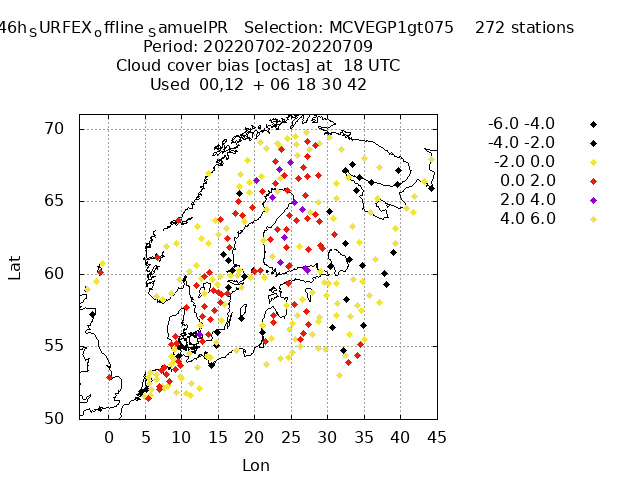 46hSURFEXoffline SamuelPR Selection: MCVEGP1gt075 272 stations
Period: 20220702-20220709
Cloud cover bias [octas] at 18 UTC
Used 00,12 + 06 18 30 42
-6.0 -4.0
-4.0 -2.0
-2.0 0.0
0.0 2.0
2.0 4.0
4.0 6.0
Lat
70
65
60
55
50
0 5 10 15 20 25 30 35 40 45
Lon